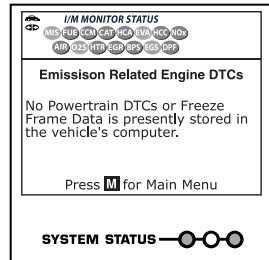 I/M MONITOR STATUS
MIS FUE CCM CAT HCA EVA HCC NOx
AIR O2S HTR EGR BPS EGS DPF
Emissison Related Engine DTCs
No Powertrain DTCs or Freeze
Frame Data is presently stored in
the vehicle's computer.
Press M for Main Menu
SYSTEM STATUS